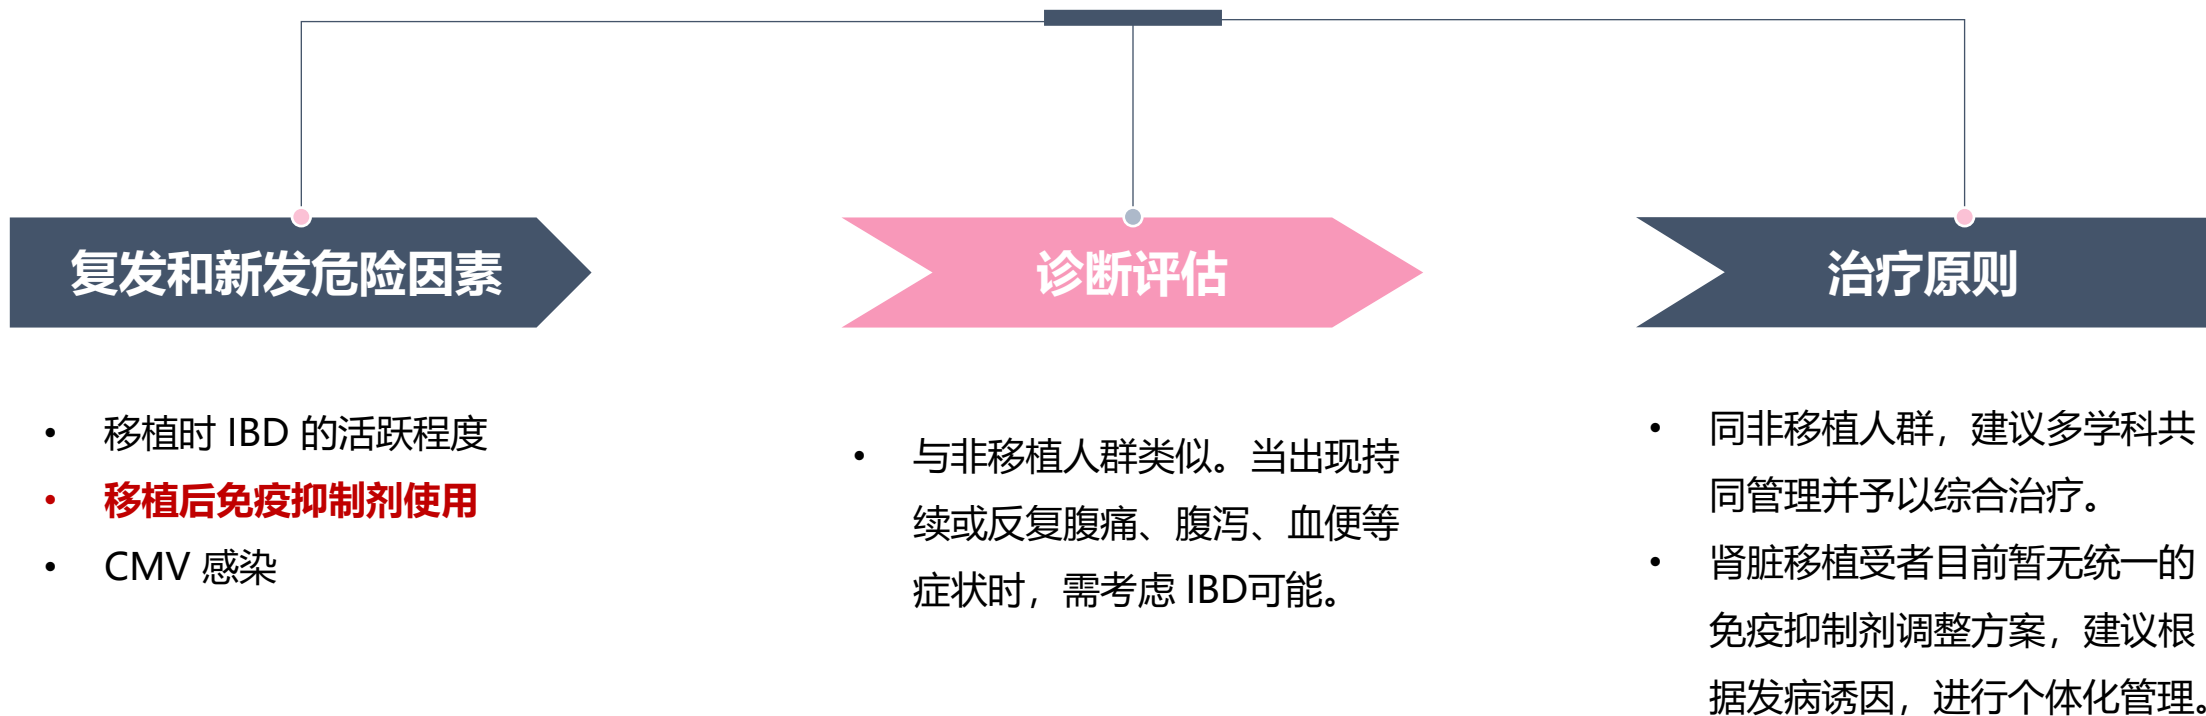 复发和新发危险因素
• 移植时 IBD 的活跃程度
• 移植后免疫抑制剂使用
• CMV 感染
诊断评估
• 与非移植人群类似。当出现持
续或反复腹痛、腹泻、血便等
症状时，需考虑 IBD可能。
治疗原则
• 同非移植人群，建议多学科共
同管理并予以综合治疗。
• 肾脏移植受者目前暂无统一的
免疫抑制剂调整方案，建议根
据发病诱因，进行个体化管理。